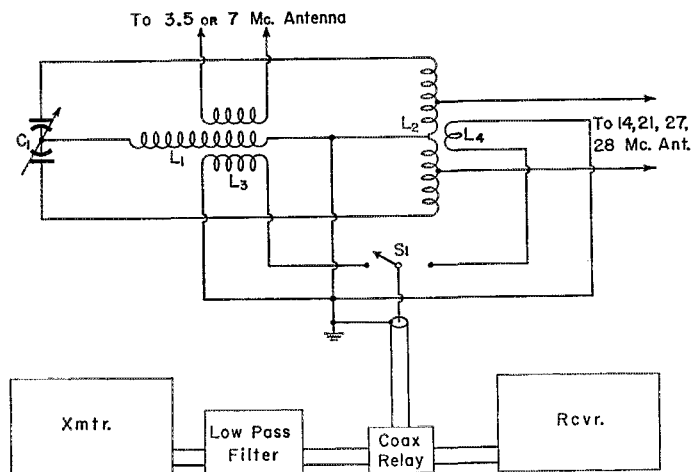 To 3.5 OR 7 Mc. Antenna
C1
L2
L4
To 14, 21, 27,
28 Mc. Ant.
L1
L3
S1
Xmtr.
Low Pass
Filter
Coax
Relay
Rcvr.